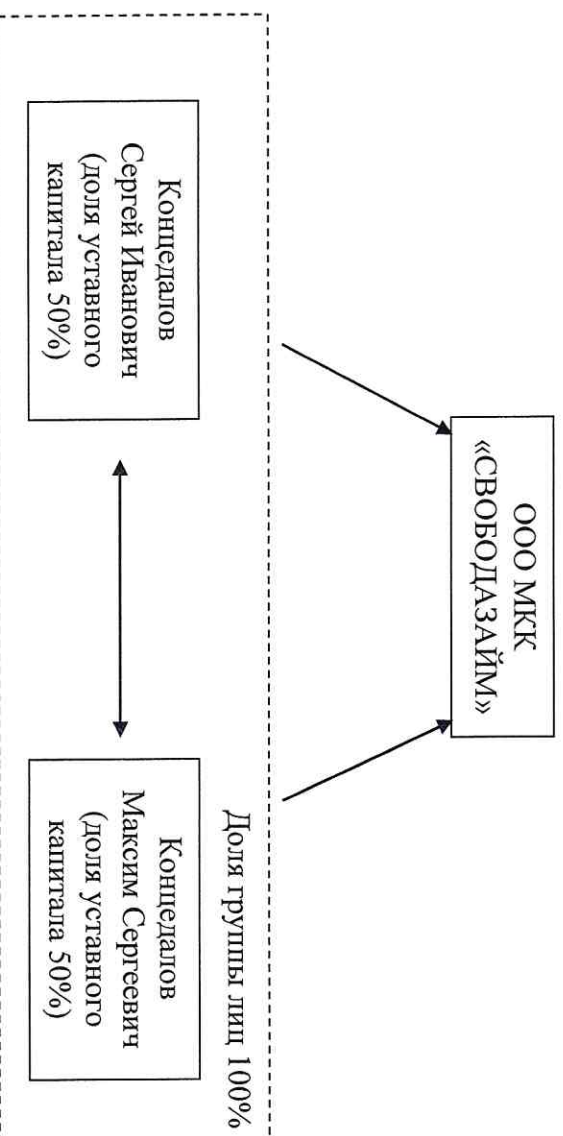 ООО МКК
«СВОБОДАЗАЙМ»
Доля группы лиц 100%
Концедалов
Сергей Иванович
(доля уставного
капитала 50%)
Концедалов
Максим Сергеевич
(доля уставного
капитала 50%)